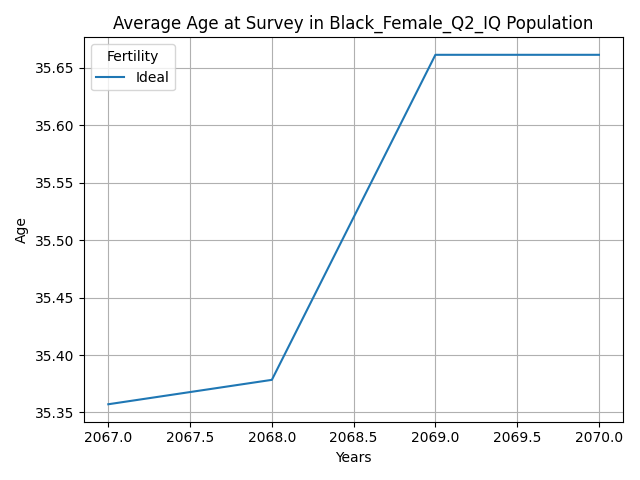 Average Age at Survey in Black_Female_Q2_IQ Population
Fertility
Ideal
Age
35.65
35.60
35.55
35.50
35.45
35.40
35.35
2067.0 2067.5 2068.0 2068.5 2069.0 2069.5 2070.0
Years